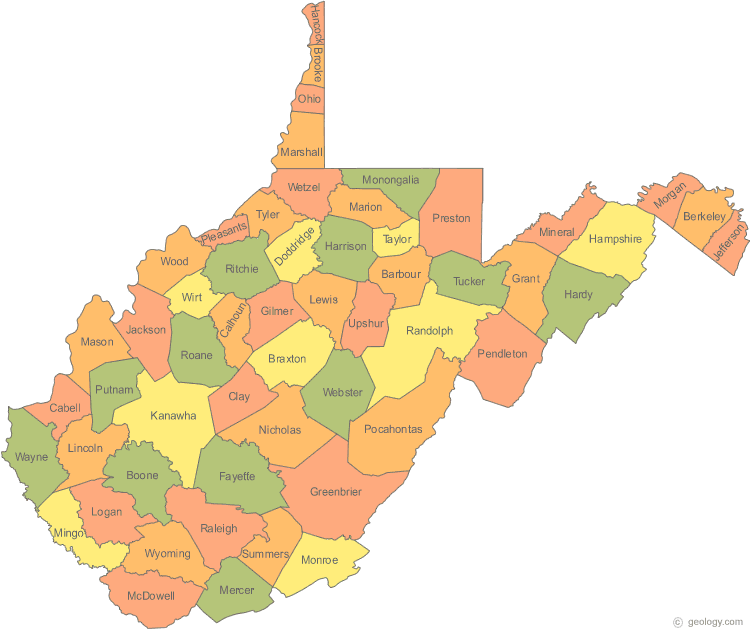 Hancock
Brooke
Ohio
Marshall
Wetzel
Monongalia
Marion
Preston
Tyler
Pleasants
Doddridge
Harrison
Taylor
Morgan
Berkeley
Jefferson
Mineral
Hampshire
Wood
Ritchie
Barbour
Tucker
Grant
Hardy
Wirt
Calhoun
Gilmer
Lewis
Upshur
Randolph
Pendleton
Mason
Jackson
Roane
Braxton
Putnam
Clay
Webster
Cabell
Kanawha
Nicholas
Pocahontas
Wayne
Lincoln
Boone
Fayette
Greenbrier
Mingo
Logan
Raleigh
Wyoming
Summers
Monroe
McDowell
Mercer
© geology.com